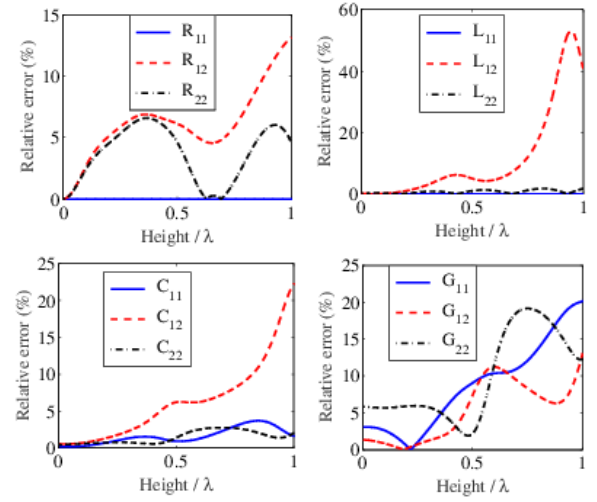 15
10
5
0
Relative error (%)
R11
R12
R22
0
0.5
1
Height / λ
60
40
20
0
Relative error (%)
L11
L12
L22
0
0.5
1
Height / λ
25
20
15
10
5
0
Relative error (%)
C11
C12
C22
0
0.5
1
Height / λ
25
20
15
10
5
0
Relative error (%)
G11
G12
G22
0
0.5
1
Height / λ